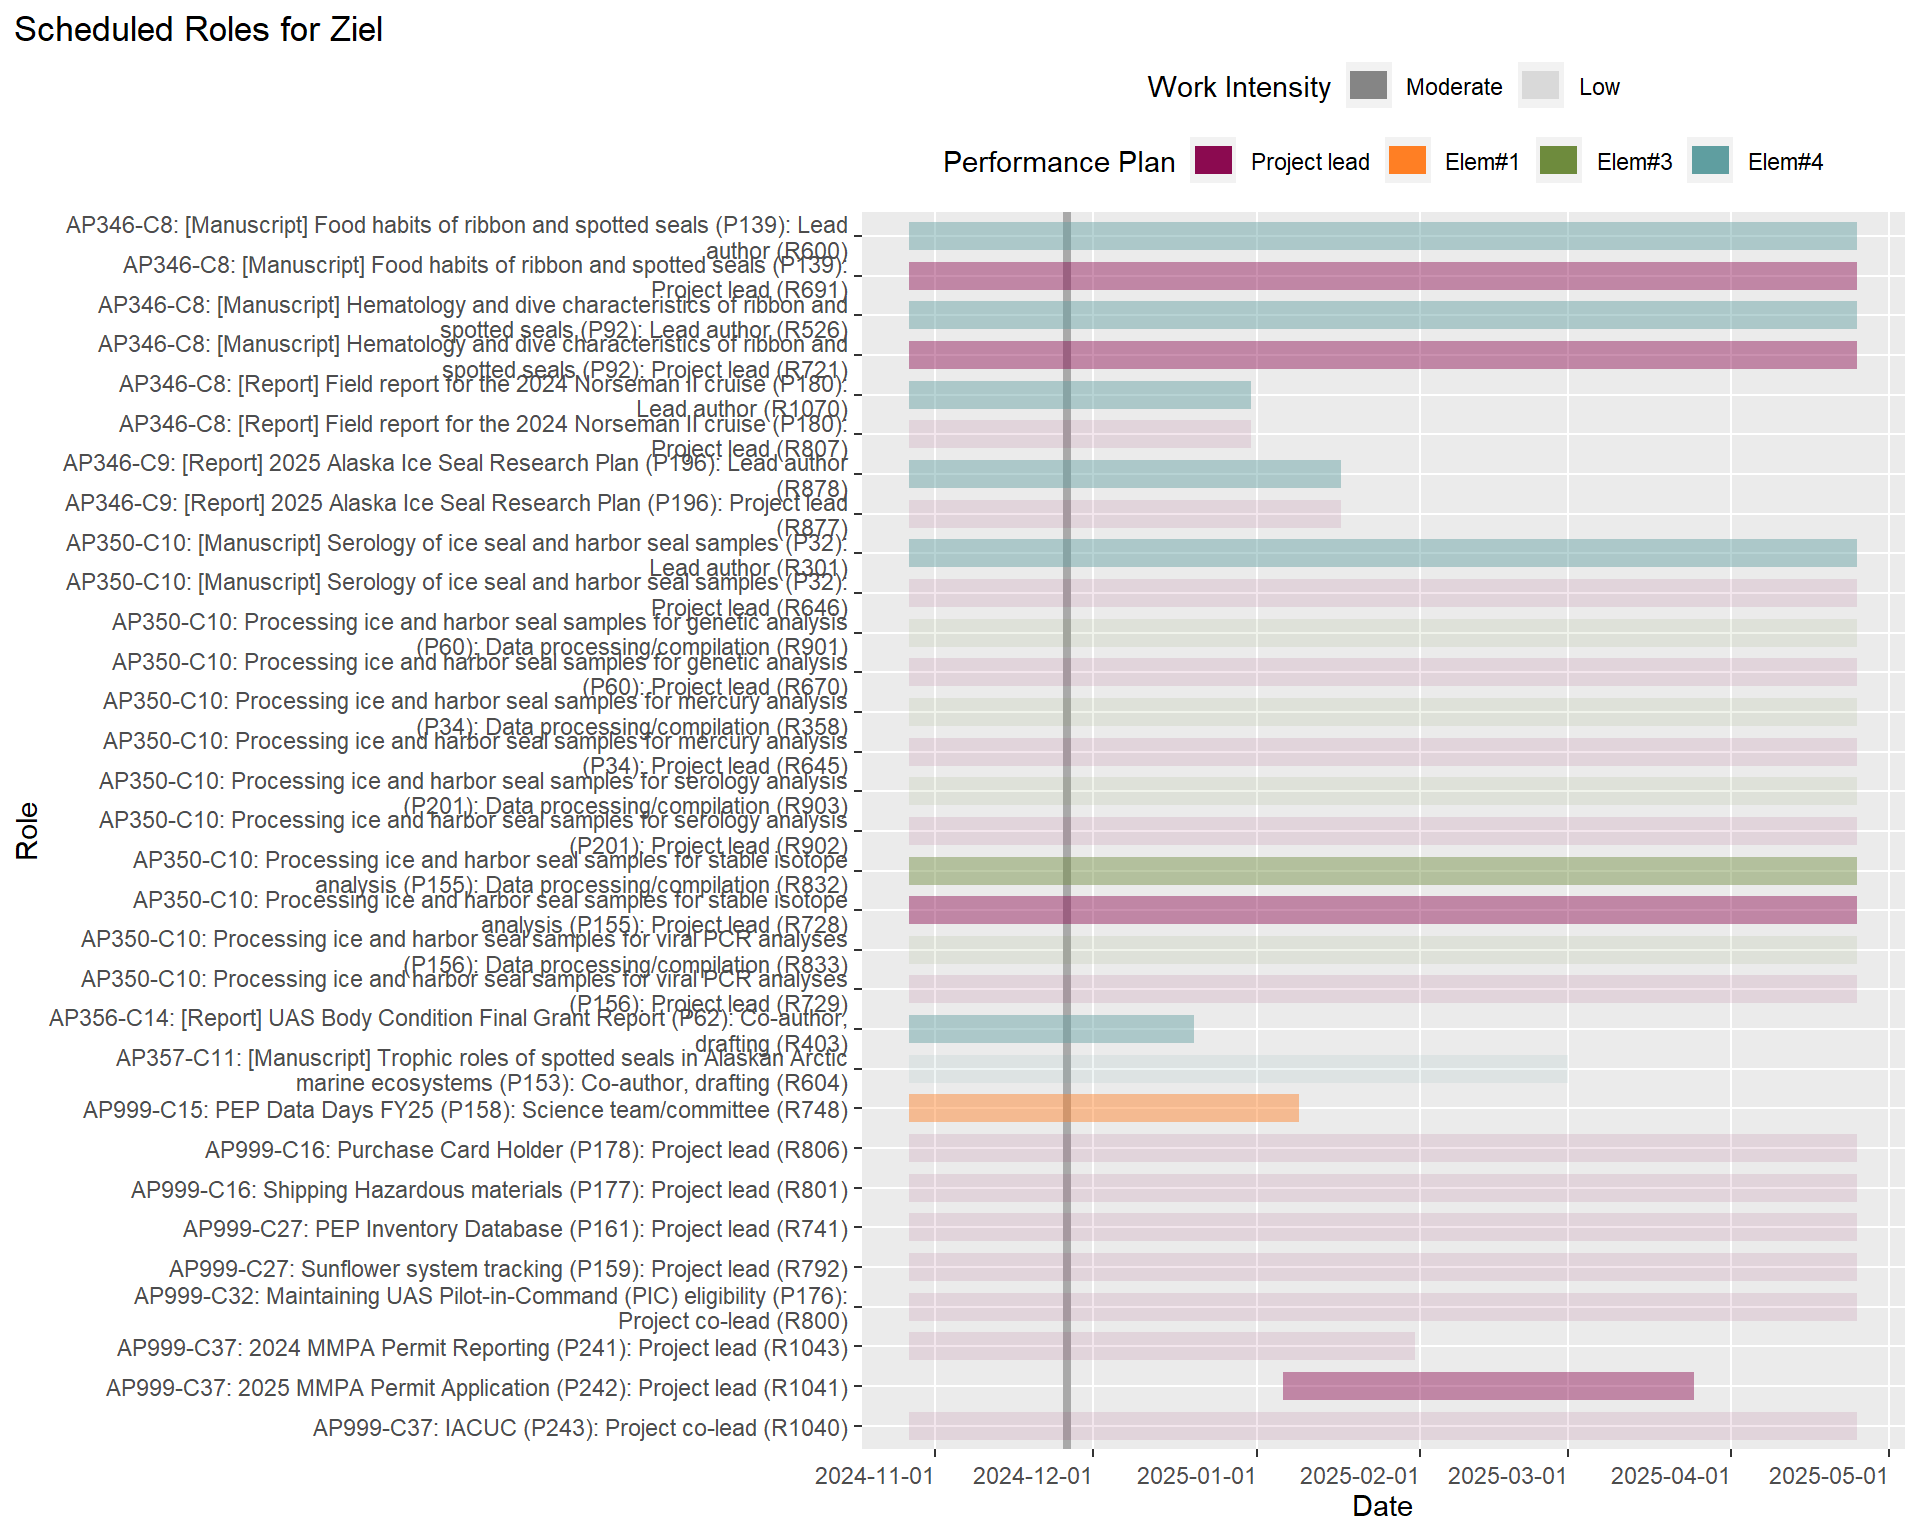 Scheduled Roles for Ziel
Work Intensity Moderate Low
Performance Plan Project lead Elem#1 Elem#3 Elem#4
AP346-C8: [Manuscript] Food habits of ribbon and spotted seals (P139): Lead
author (R600)
AP346-C8: [Manuscript] Food habits of ribbon and spotted seals (P139):
Project lead (R691)
AP346-C8: [Manuscript] Hematology and dive characteristics of ribbon and
spotted seals (P92): Lead author (R526)
AP346-C8: [Manuscript] Hematology and dive characteristics of ribbon and
spotted seals (P92): Project lead (R721)
AP346-C8: [Report] Field report for the 2024 Norseman II cruise (P180):
Lead author (R1070)
AP346-C8: [Report] Field report for the 2024 Norseman II cruise (P180):
Project lead (R807)
AP346-C9: [Report] 2025 Alaska Ice Seal Research Plan (P196): Lead author
(R878)
AP346-C9: [Report] 2025 Alaska Ice Seal Research Plan (P196): Project lead
(R877)
AP350-C10: [Manuscript] Serology of ice seal and harbor seal samples (P32):
Lead author (R301)
AP350-C10: [Manuscript] Serology of ice seal and harbor seal samples (P32):
Project lead (R646)
AP350-C10: Processing ice and harbor seal samples for genetic analysis
(P60): Data processing/compilation (R901)
AP350-C10: Processing ice and harbor seal samples for genetic analysis
(P60): Project lead (R670)
AP350-C10: Processing ice and harbor seal samples for mercury analysis
(P34): Data processing/compilation (R358)
AP350-C10: Processing ice and harbor seal samples for mercury analysis
(P34): Project lead (R645)
AP350-C10: Processing ice and harbor seal samples for serology analysis
(P201): Data processing/compilation (R903)
AP350-C10: Processing ice and harbor seal samples for serology analysis
(P201): Project lead (R902)
AP350-C10: Processing ice and harbor seal samples for stable isotope
analysis (P155): Data processing/compilation (R832)
AP350-C10: Processing ice and harbor seal samples for stable isotope
analysis (P155): Project lead (R728)
AP350-C10: Processing ice and harbor seal samples for viral PCR analyses
(P156): Data processing/compilation (R833)
AP350-C10: Processing ice and harbor seal samples for viral PCR analyses
(P156): Project lead (R729)
AP356-C14: [Report] UAS Body Condition Final Grant Report (P62): Co-author,
drafting (R403)
AP357-C11: [Manuscript] Trophic roles of spotted seals in Alaskan Arctic
marine ecosystems (P153): Co-author, drafting (R604)
AP999-C15: PEP Data Days FY25 (P158): Science team/committee (R748)
AP999-C16: Purchase Card Holder (P178): Project lead (R806)
AP999-C16: Shipping Hazardous materials (P177): Project lead (R801)
AP999-C27: PEP Inventory Database (P161): Project lead (R741)
AP999-C27: Sunflower system tracking (P159): Project lead (R792)
AP999-C32: Maintaining UAS Pilot-in-Command (PIC) eligibility (P176):
Project co-lead (R800)
AP999-C37: 2024 MMPA Permit Reporting (P241): Project lead (R1043)
AP999-C37: 2025 MMPA Permit Application (P242): Project lead (R1041)
AP999-C37: IACUC (P243): Project co-lead (R1040)
Role
2024-11-01 2024-12-01 2025-01-01 2025-02-01 2025-03-01 2025-04-01 2025-05-01
Date